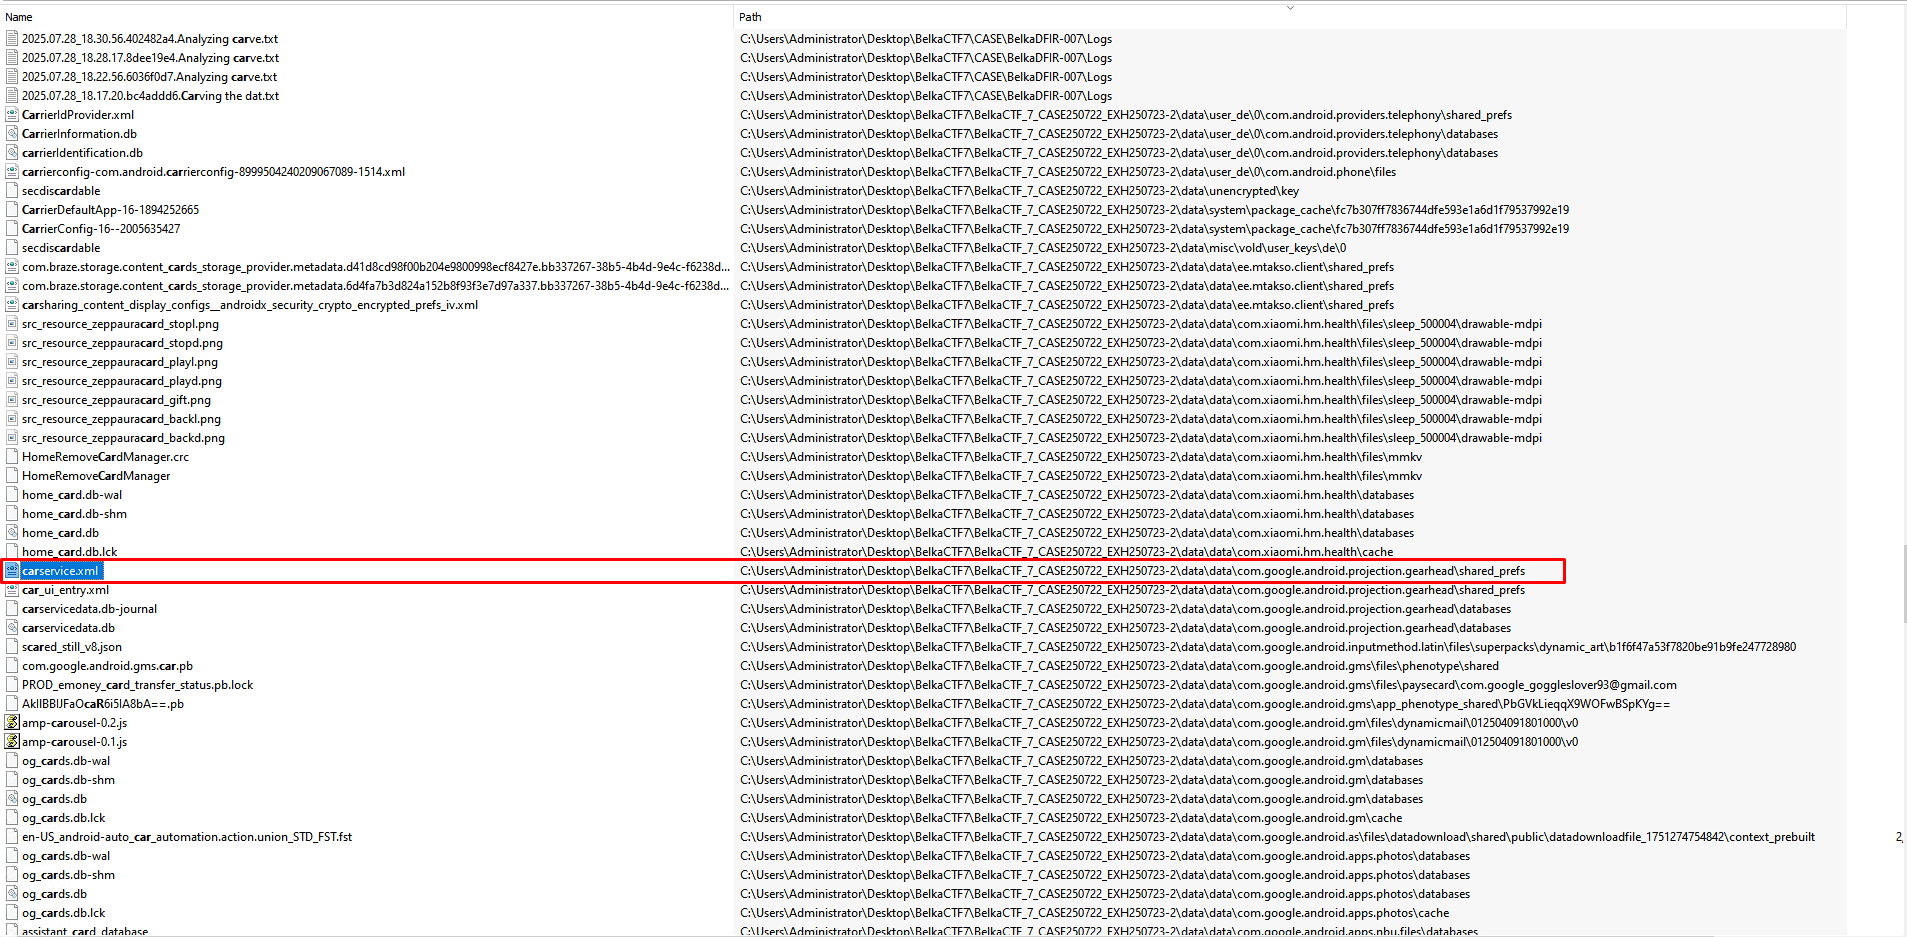 Name Path
2025.07.28_18.30.56.402482a4.Analyzing carve.txt C:\Users\Administrator\Desktop\BelkaCTF7\CASE\BelkaDFIR-007\Logs
2025.07.28_18.28.17.8dee19e4.Analyzing carve.txt C:\Users\Administrator\Desktop\BelkaCTF7\CASE\BelkaDFIR-007\Logs
2025.07.28_18.22.56.6036f0d7.Analyzing carve.txt C:\Users\Administrator\Desktop\BelkaCTF7\CASE\BelkaDFIR-007\Logs
2025.07.28_18.17.20.bc4addd6.Carving the dat.txt C:\Users\Administrator\Desktop\BelkaCTF7\CASE\BelkaDFIR-007\Logs
CarrierIdProvider.xml C:\Users\Administrator\Desktop\BelkaCTF7\BelkaCTF_7_CASE250722_EXH250723-2\data\user_de\0\com.android.providers.telephony\shared_prefs
CarrierInformation.db C:\Users\Administrator\Desktop\BelkaCTF7\BelkaCTF_7_CASE250722_EXH250723-2\data\user_de\0\com.android.providers.telephony\databases
carrierIdentification.db C:\Users\Administrator\Desktop\BelkaCTF7\BelkaCTF_7_CASE250722_EXH250723-2\data\user_de\0\com.android.providers.telephony\databases
carrierconfig-com.android.carrierconfig-8999504240209067089-1514.xml C:\Users\Administrator\Desktop\BelkaCTF7\BelkaCTF_7_CASE250722_EXH250723-2\data\user_de\0\com.android.phone\files
secdiscardable C:\Users\Administrator\Desktop\BelkaCTF7\BelkaCTF_7_CASE250722_EXH250723-2\data\unencrypted\key
CarrierDefaultApp-16-1894252665 C:\Users\Administrator\Desktop\BelkaCTF7\BelkaCTF_7_CASE250722_EXH250723-2\data\system\package_cache\fc7b307ff7836744dfe593e1a6d1f79537992e19
CarrierConfig-16--2005635427 C:\Users\Administrator\Desktop\BelkaCTF7\BelkaCTF_7_CASE250722_EXH250723-2\data\system\package_cache\fc7b307ff7836744dfe593e1a6d1f79537992e19
secdiscardable C:\Users\Administrator\Desktop\BelkaCTF7\BelkaCTF_7_CASE250722_EXH250723-2\data\misc\vold\user_keys\de\0
com.braze.storage.content_cards_storage_provider.metadata.d41d8cd98f00b204e9800998ecf8427e.bb337267-38b5-4b4d-9e4c-f6238d... C:\Users\Administrator\Desktop\BelkaCTF7\BelkaCTF_7_CASE250722_EXH250723-2\data\data\ee.mtakso.client\shared_prefs
com.braze.storage.content_cards_storage_provider.metadata.6d4fa7b3d824a152b8f93f3e7d97a337.bb337267-38b5-4b4d-9e4c-f6238d... C:\Users\Administrator\Desktop\BelkaCTF7\BelkaCTF_7_CASE250722_EXH250723-2\data\data\ee.mtakso.client\shared_prefs
carsharing_content_display_configs__androidx_security_crypto_encrypted_prefs_iv.xml C:\Users\Administrator\Desktop\BelkaCTF7\BelkaCTF_7_CASE250722_EXH250723-2\data\data\ee.mtakso.client\shared_prefs
src_resource_zeppauracard_stopl.png C:\Users\Administrator\Desktop\BelkaCTF7\BelkaCTF_7_CASE250722_EXH250723-2\data\data\com.xiaomi.hm.health\files\sleep_500004\drawable-mdpi
src_resource_zeppauracard_stopd.png C:\Users\Administrator\Desktop\BelkaCTF7\BelkaCTF_7_CASE250722_EXH250723-2\data\data\com.xiaomi.hm.health\files\sleep_500004\drawable-mdpi
src_resource_zeppauracard_playl.png C:\Users\Administrator\Desktop\BelkaCTF7\BelkaCTF_7_CASE250722_EXH250723-2\data\data\com.xiaomi.hm.health\files\sleep_500004\drawable-mdpi
src_resource_zeppauracard_playd.png C:\Users\Administrator\Desktop\BelkaCTF7\BelkaCTF_7_CASE250722_EXH250723-2\data\data\com.xiaomi.hm.health\files\sleep_500004\drawable-mdpi
src_resource_zeppauracard_gift.png C:\Users\Administrator\Desktop\BelkaCTF7\BelkaCTF_7_CASE250722_EXH250723-2\data\data\com.xiaomi.hm.health\files\sleep_500004\drawable-mdpi
src_resource_zeppauracard_backl.png C:\Users\Administrator\Desktop\BelkaCTF7\BelkaCTF_7_CASE250722_EXH250723-2\data\data\com.xiaomi.hm.health\files\sleep_500004\drawable-mdpi
src_resource_zeppauracard_backd.png C:\Users\Administrator\Desktop\BelkaCTF7\BelkaCTF_7_CASE250722_EXH250723-2\data\data\com.xiaomi.hm.health\files\sleep_500004\drawable-mdpi
HomeRemoveCardManager.crc C:\Users\Administrator\Desktop\BelkaCTF7\BelkaCTF_7_CASE250722_EXH250723-2\data\data\com.xiaomi.hm.health\files\mmkv
HomeRemoveCardManager C:\Users\Administrator\Desktop\BelkaCTF7\BelkaCTF_7_CASE250722_EXH250723-2\data\data\com.xiaomi.hm.health\files\mmkv
home_card.db-wal C:\Users\Administrator\Desktop\BelkaCTF7\BelkaCTF_7_CASE250722_EXH250723-2\data\data\com.xiaomi.hm.health\databases
home_card.db-shm C:\Users\Administrator\Desktop\BelkaCTF7\BelkaCTF_7_CASE250722_EXH250723-2\data\data\com.xiaomi.hm.health\databases
home_card.db C:\Users\Administrator\Desktop\BelkaCTF7\BelkaCTF_7_CASE250722_EXH250723-2\data\data\com.xiaomi.hm.health\databases
home_card.db.lck C:\Users\Administrator\Desktop\BelkaCTF7\BelkaCTF_7_CASE250722_EXH250723-2\data\data\com.xiaomi.hm.health\cache
carservice.xml C:\Users\Administrator\Desktop\BelkaCTF7\BelkaCTF_7_CASE250722_EXH250723-2\data\data\com.google.android.projection.gearhead\shared_prefs
car_ui_entry.xml C:\Users\Administrator\Desktop\BelkaCTF7\BelkaCTF_7_CASE250722_EXH250723-2\data\data\com.google.android.projection.gearhead\shared_prefs
carservicedata.db-journal C:\Users\Administrator\Desktop\BelkaCTF7\BelkaCTF_7_CASE250722_EXH250723-2\data\data\com.google.android.projection.gearhead\databases
carservicedata.db C:\Users\Administrator\Desktop\BelkaCTF7\BelkaCTF_7_CASE250722_EXH250723-2\data\data\com.google.android.projection.gearhead\databases
scared_still_v8.json C:\Users\Administrator\Desktop\BelkaCTF7\BelkaCTF_7_CASE250722_EXH250723-2\data\data\com.google.android.inputmethod.latin\files\superpacks\dynamic_art\b1f6f47a53f7820be91b9fe247728980
com.google.android.gms.car.pb C:\Users\Administrator\Desktop\BelkaCTF7\BelkaCTF_7_CASE250722_EXH250723-2\data\data\com.google.android.gms\files\phenotype\shared
PROD_emoney_card_transfer_status.pb.lock C:\Users\Administrator\Desktop\BelkaCTF7\BelkaCTF_7_CASE250722_EXH250723-2\data\data\com.google.android.gms\files\paysecard\com.google_goggleslover93@gmail.com
AkIIBBlJFaOcaR6i5IA8bA==.pb C:\Users\Administrator\Desktop\BelkaCTF7\BelkaCTF_7_CASE250722_EXH250723-2\data\data\com.google.android.gms\app_phenotype_shared\PbGVkLieqqX9WOFwBSpKYg==
amp-carousel-0.2.js C:\Users\Administrator\Desktop\BelkaCTF7\BelkaCTF_7_CASE250722_EXH250723-2\data\data\com.google.android.gm\files\dynamicmail\012504091801000\v0
amp-carousel-0.1.js C:\Users\Administrator\Desktop\BelkaCTF7\BelkaCTF_7_CASE250722_EXH250723-2\data\data\com.google.android.gm\files\dynamicmail\012504091801000\v0
og_cards.db-wal C:\Users\Administrator\Desktop\BelkaCTF7\BelkaCTF_7_CASE250722_EXH250723-2\data\data\com.google.android.gm\databases
og_cards.db-shm C:\Users\Administrator\Desktop\BelkaCTF7\BelkaCTF_7_CASE250722_EXH250723-2\data\data\com.google.android.gm\databases
og_cards.db C:\Users\Administrator\Desktop\BelkaCTF7\BelkaCTF_7_CASE250722_EXH250723-2\data\data\com.google.android.gm\databases
og_cards.db.lck C:\Users\Administrator\Desktop\BelkaCTF7\BelkaCTF_7_CASE250722_EXH250723-2\data\data\com.google.android.gm\cache
en-US_android-auto_car_automation.action.union_STD_FST.fst C:\Users\Administrator\Desktop\BelkaCTF7\BelkaCTF_7_CASE250722_EXH250723-2\data\data\com.google.android.as\files\datadownload\shared\public\datadownloadfile_1751274754842\context_prebuilt 2,
og_cards.db-wal C:\Users\Administrator\Desktop\BelkaCTF7\BelkaCTF_7_CASE250722_EXH250723-2\data\data\com.google.android.apps.photos\databases
og_cards.db-shm C:\Users\Administrator\Desktop\BelkaCTF7\BelkaCTF_7_CASE250722_EXH250723-2\data\data\com.google.android.apps.photos\databases
og_cards.db C:\Users\Administrator\Desktop\BelkaCTF7\BelkaCTF_7_CASE250722_EXH250723-2\data\data\com.google.android.apps.photos\databases
og_cards.db.lck C:\Users\Administrator\Desktop\BelkaCTF7\BelkaCTF_7_CASE250722_EXH250723-2\data\data\com.google.android.apps.photos\cache
assistant_card_database C:\Users\Administrator\Desktop\BelkaCTF7\BelkaCTF_7_CASE250722_EXH250723-2\data\data\com.google.android.apps.nbu.files\databases